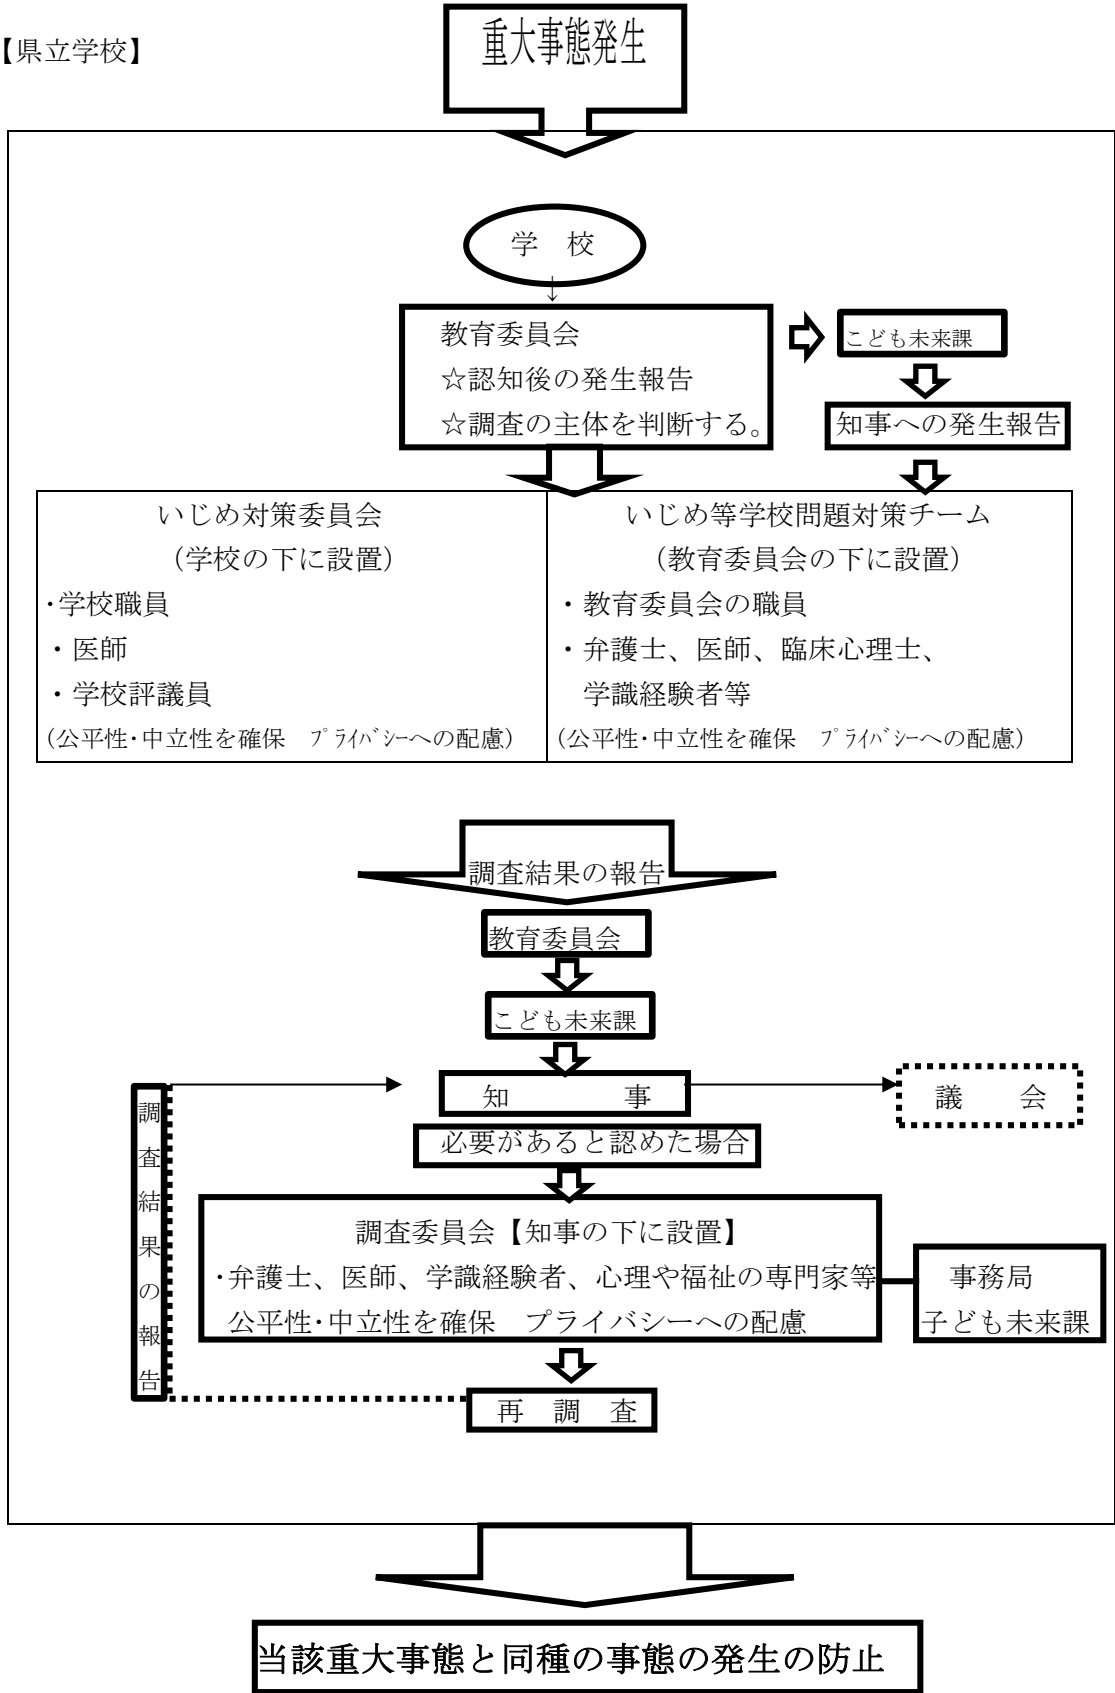 【県立学校】
重大事態発生
学　校
↓
教育委員会
☆認知後の発生報告
☆調査の主体を判断する。
こども未来課
知事への発生報告
いじめ対策委員会
（学校の下に設置）
・学校職員
・医師
・学校評議員
（公平性・中立性を確保　ﾌﾟﾗｲﾊﾞｼーへの配慮）
いじめ等学校問題対策チーム
（教育委員会の下に設置）
・教育委員会の職員
・弁護士、医師、臨床心理士、
学識経験者等
（公平性・中立性を確保　ﾌﾟﾗｲﾊﾞｼーへの配慮）
調査結果の報告
教育委員会
こども未来課
知　　　　事
議　　会
必要があると認めた場合
調査結果の報告
調査委員会【知事の下に設置】
・弁護士、医師、学識経験者、心理や福祉の専門家等
公平性・中立性を確保　プライバシーへの配慮
事務局
子ども未来課
再　調　査
当該重大事態と同種の事態の発生の防止